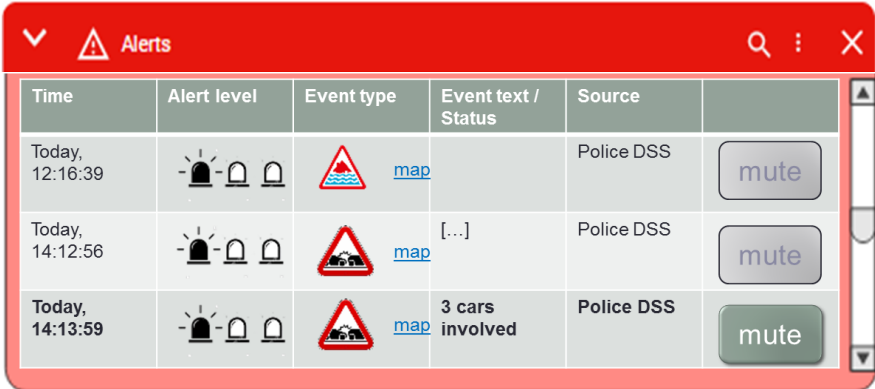 Alerts
Time Alert level Event type Event text / Source
Status
Today, map Police DSS mute
12:16:39
Today, map […] Police DSS mute
14:12:56
Today, map 3 cars Police DSS mute
14:13:59 involved